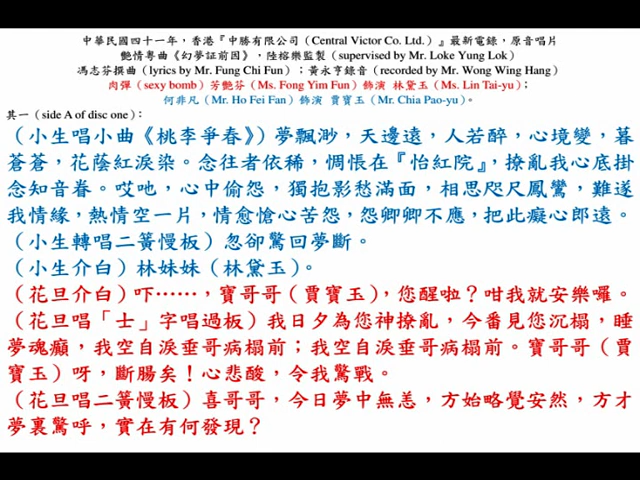 中華民國四十一年，香港『中勝有限公司（Central Victor Co. Ltd.）』最新電錄，原音唱片
艷情粵曲《幻夢証前因》，陸榕樂監製（supervised by Mr. Loke Yung Lok）
馮志芬撰曲（lyrics by Mr. Fung Chi Fun）；黃永亨錄音（recorded by Mr. Wong Wing Hang）
肉彈（sexy bomb）芳艷芬（Ms. Fong Yim Fun）飾演 林黛玉（Ms. Lin Tai-yu）；
何非凡（Mr. Ho Fei Fan）飾演 賈寶玉（Mr. Chia Pao-yu）。
其一（side A of disc one）：
（小生唱小曲《桃李爭春》）夢飄渺，天邊遠，人若醉，心境變，暮
蒼蒼，花蔭紅淚染。念往者依稀，惆悵在『怡紅院』，撩亂我心底掛
念知音眷。哎吔，心中偷怨，獨抱影愁滿面，相思咫尺鳳鸞，難遂
我情緣，熱情空一片，情愈愴心苦怨，怨卿卿不應，把此癡心郎遠。
（小生轉唱二簧慢板）忽卻驚回夢斷。
（小生介白）林妹妹（林黛玉）。
（花旦介白）吓……，寶哥哥（賈寶玉），您醒啦？咁我就安樂囉。
（花旦唱「士」字唱過板）我日夕為您神撩亂，今番見您沉榻，睡
夢魂癲，我空自淚垂哥病榻前；我空自淚垂哥病榻前。寶哥哥（賈
寶玉）呀，斷腸矣！心悲酸，令我驚戰。
（花旦唱二簧慢板）喜哥哥，今日夢中無恙，方始略覺安然，方才
夢裏驚呼，實在有何發現？